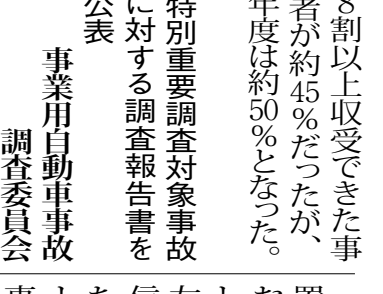 8割以上収受できた事
者が約45%だったが、
年度は約50%となった。
特別重要調査対象事故
に対する調査報告書を
公表
事業用自動車事故
調査委員会